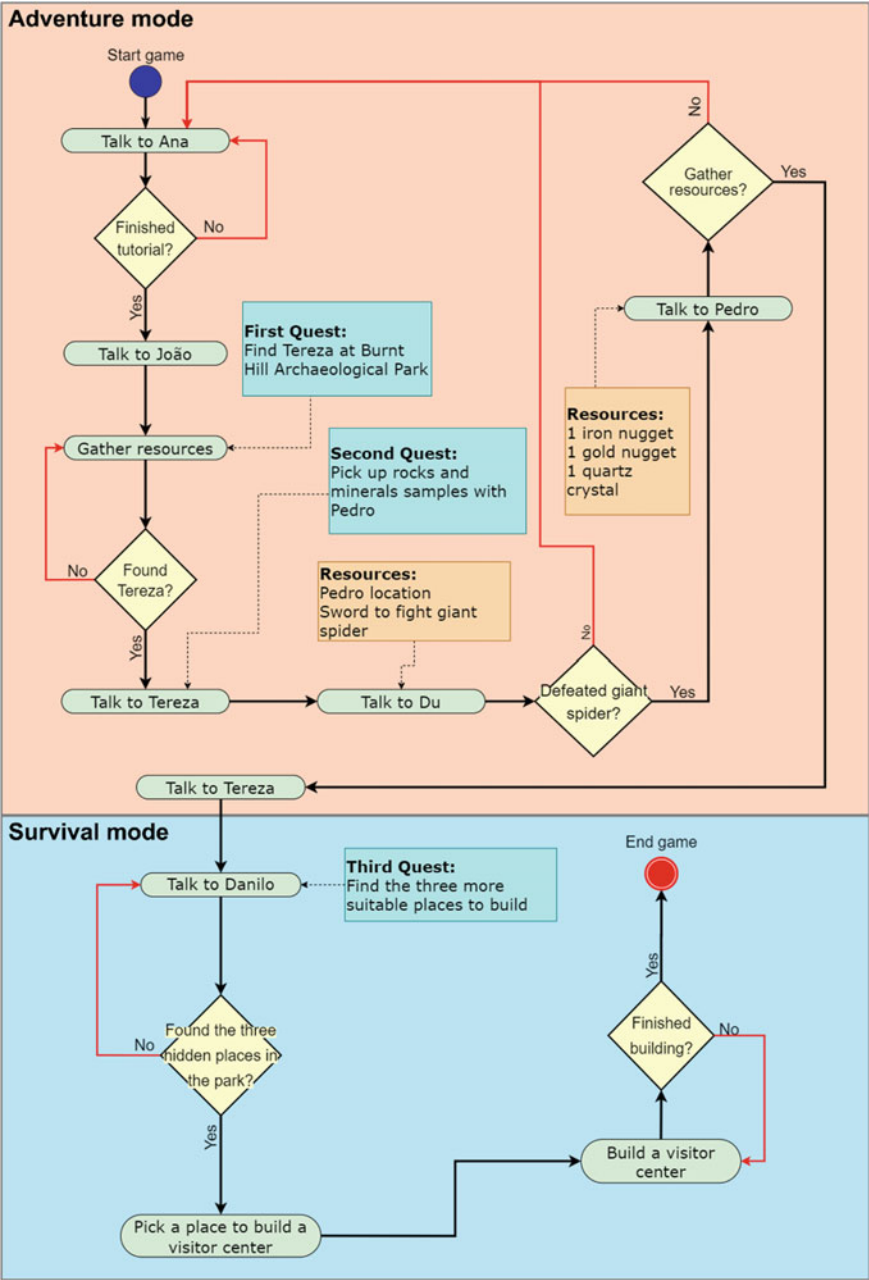 Adventure mode
Start game
Talk to Ana
Finished
tutorial?
No
Yes
Talk to João
First Quest:
Find Tereza at Burnt
Hill Archaeological Park
Gather resources
Second Quest:
Pick up rocks and
minerals samples with
Pedro
Found
Tereza?
No
Yes
Resources:
Pedro location
Sword to fight giant
spider
Talk to Tereza
Talk to Du
Defeated giant
spider?
No
Yes
Resources:
1 iron nugget
1 gold nugget
1 quartz
crystal
Talk to Pedro
Gather
resources?
No
Yes
Talk to Tereza
Survival mode
Talk to Danilo
Third Quest:
Find the three more
suitable places to build
Found the three
hidden places in
the park?
No
Yes
Pick a place to build a
visitor center
Build a visitor
center
Finished
building?
No
Yes
End game